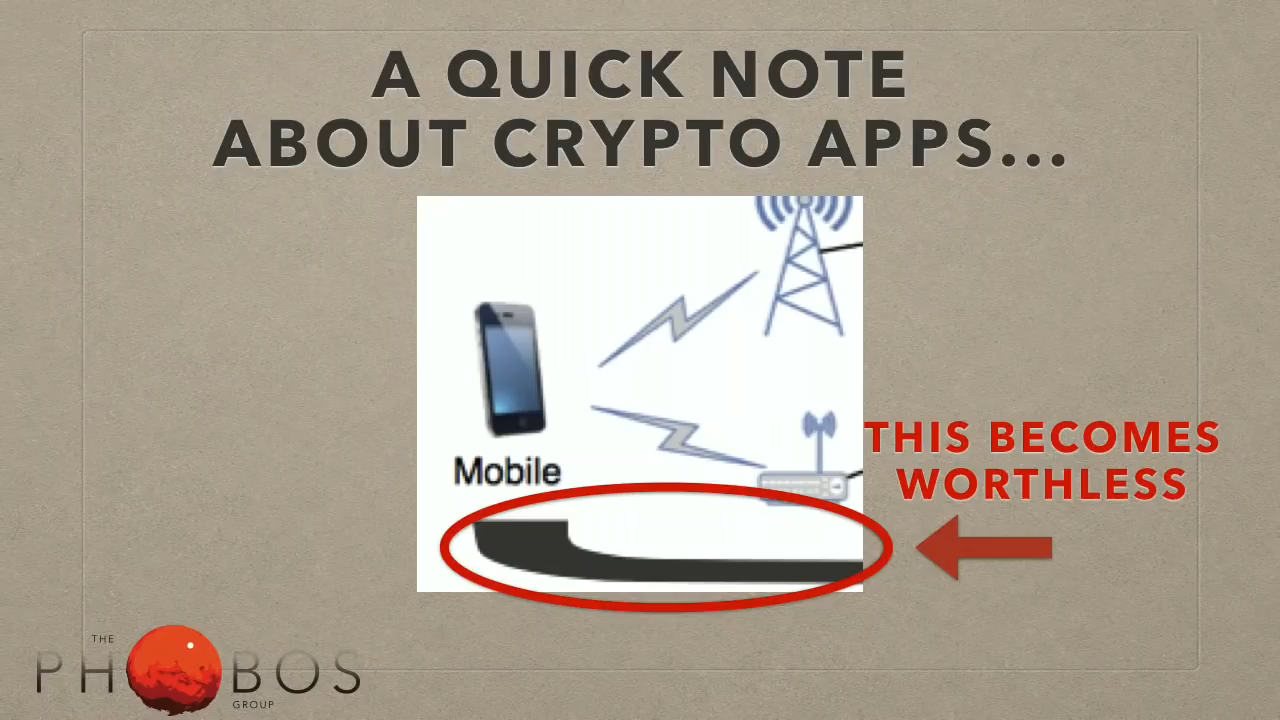 A QUICK NOTE
ABOUT CRYPTO APPS...
Mobile
THIS BECOMES
WORTHLESS
THE
PHOBOS
GROUP